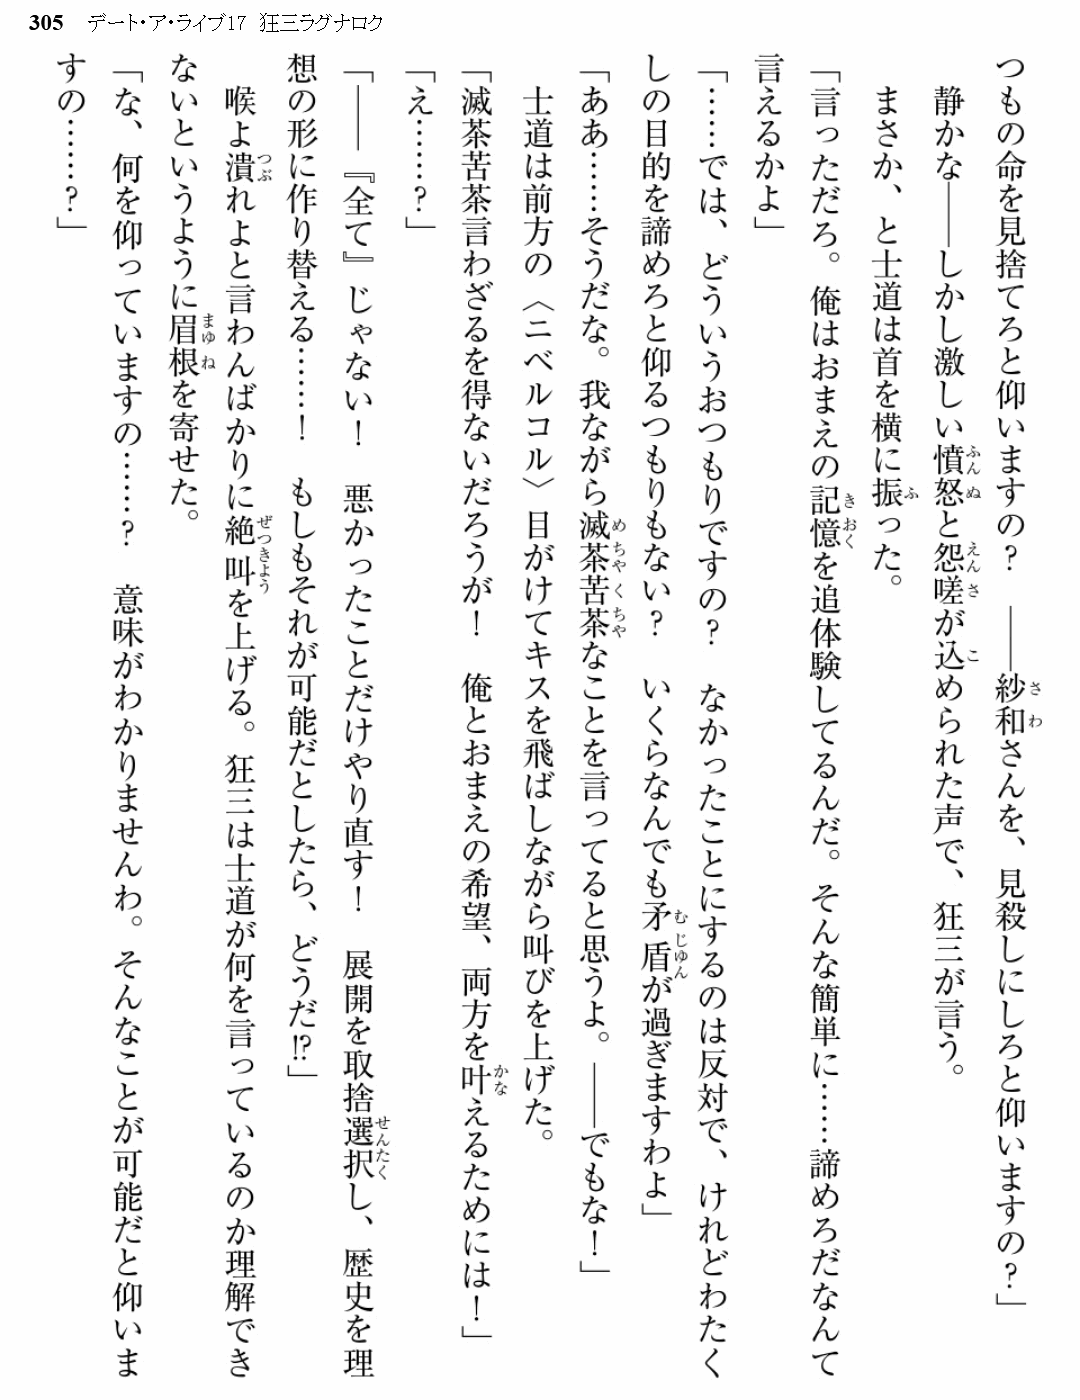 305 デート・ア・ライブ17 狂三ラグナロク
つもの命を見捨てろと仰いますの？　――紗和さんを、見殺しにしろと仰いますの？」
静かな――しかし激しい憤怒と怨嗟が込められた声で、狂三が言う。
まさか、と士道は首を横に振った。
「言っただろ。俺はおまえの記憶を追体験してるんだ。そんな簡単に……諦めろだなんて
言えるかよ」
「……では、どういうおつもりですの？　なかったことにするのは反対で、けれどわたく
しの目的を諦めろと仰るつもりもない？　いくらなんでも矛盾が過ぎますわよ」
「ああ……そうだな。我ながら滅茶苦茶なことを言ってると思うよ。――でもな！」
士道は前方の〈ニベルコル〉目がけてキスを飛ばしながら叫びを上げた。
「滅茶苦茶言わざるを得ないだろうが！　俺とおまえの希望、両方を叶えるためには！」
「え……？」
「――『全て』じゃない！　悪かったことだけやり直す！　展開を取捨選択し、歴史を理
想の形に作り替える……！　もしもそれが可能だとしたら、どうだ!?」
喉よ潰れよと言わんばかりに絶叫を上げる。狂三は士道が何を言っているのか理解でき
ないというように眉根を寄せた。
「な、何を仰っていますの……？　意味がわかりませんわ。そんなことが可能だと仰いま
すの……？」